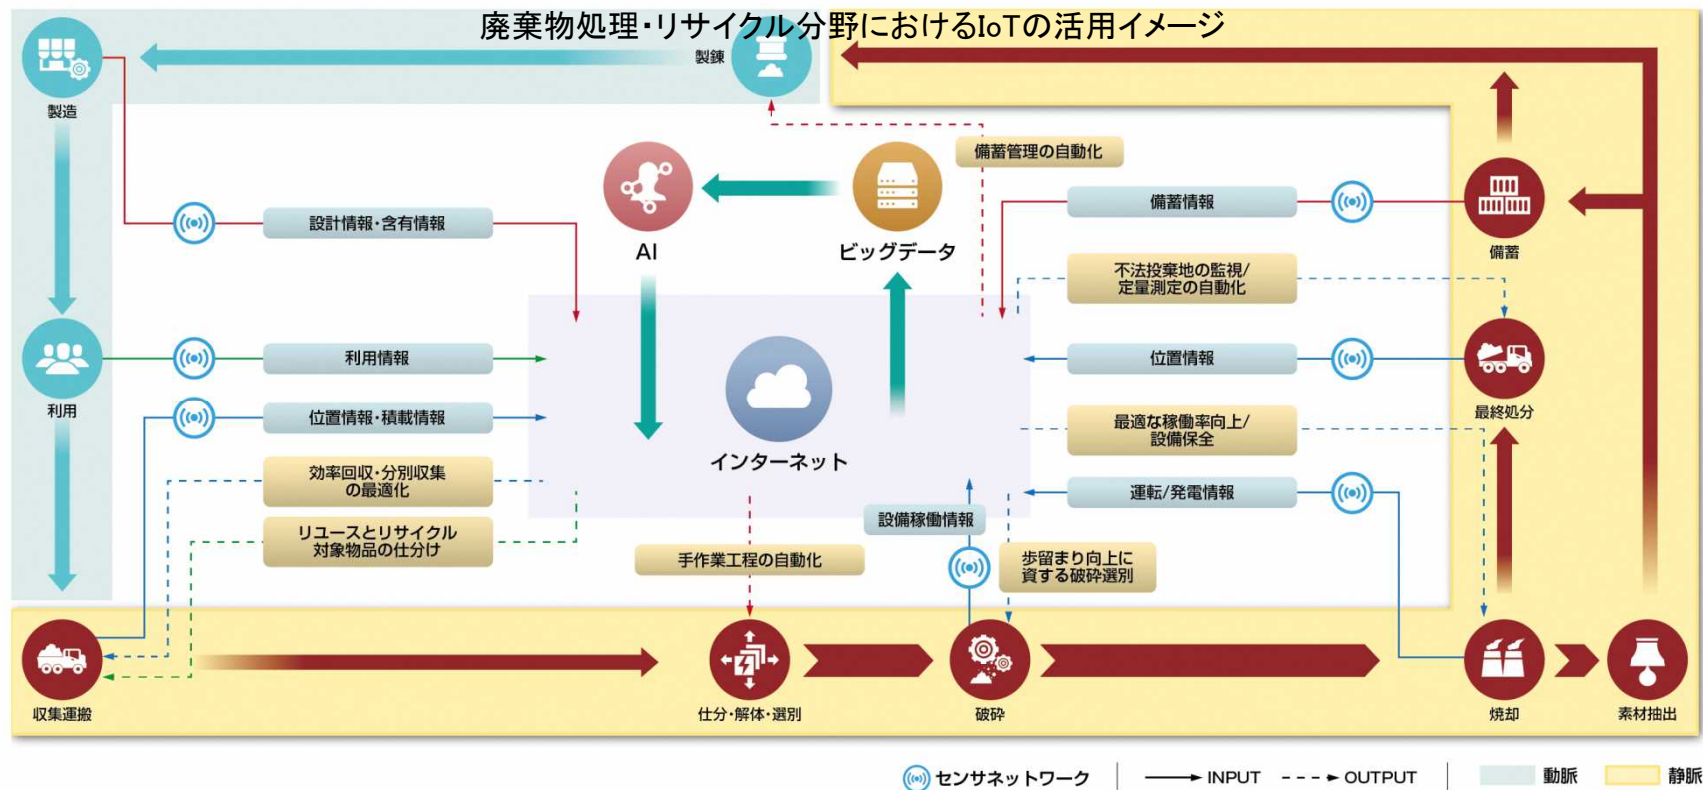 廃棄物処理・リサイクル分野におけるIoTの活用イメージ
製錬
製造
備蓄管理の自動化
設計情報・含有情報
AI
ビッグデータ
備蓄情報
備蓄
不法投棄地の監視/
定量測定の自動化
利用情報
利用
位置情報・積載情報
インターネット
位置情報
最終処分
最適な稼働率向上/
設備保全
効率回収・分別収集
の最適化
運転/発電情報
リユースとリサイクル
対象物品の仕分け
設備稼働情報
手作業工程の自動化
歩留まり向上に
資する破砕選別
収集運搬
仕分・解体・選別
破砕
焼却
素材抽出
センサネットワーク
INPUT
OUTPUT
動脈
静脈